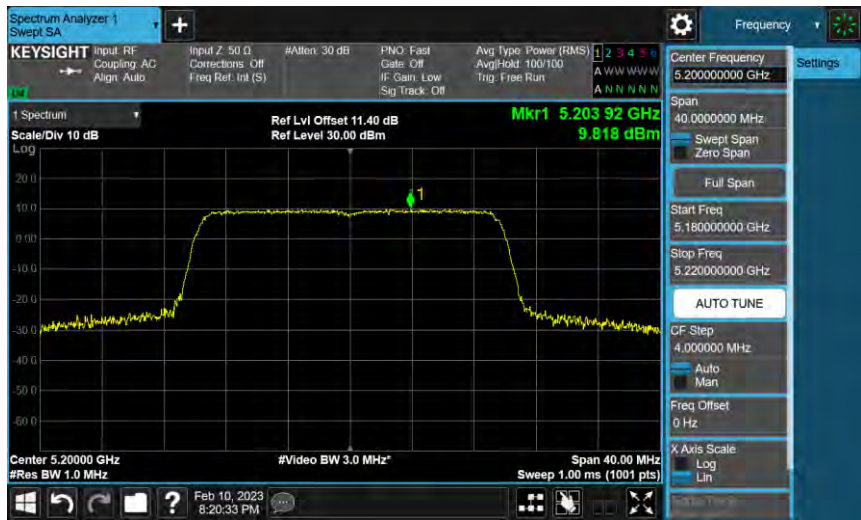 Spectrum Analyzer 1
Swept SA
Frequency
KEYSIGHT
Input: RF
Coupling: AC
Align: Auto
Input Z: 50 Ω
Corrections: Off
Freq Ref: Int (S)
#Atten: 30 dB
PNO: Fast
Gate: Off
IF Gain: Low
Sig Track: Off
Avg Type: Power (RMS)
Avg|Hold: 100/100
Trig: Free Run
1 2 3 4 5 6
A W W W W W
A N N N N N
Settings
1 Spectrum
Scale/Div 10 dB
Log
Ref Lvl Offset 11.40 dB
Ref Level 30.00 dBm
Mkr1 5.203 92 GHz
9.818 dBm
20.0
10.0
0.00
-10.0
-20.0
-30.0
-40.0
-50.0
-60.0
1
Center 5.20000 GHz
#Res BW 1.0 MHz
#Video BW 3.0 MHz*
Span 40.00 MHz
Sweep 1.00 ms (1001 pts)
Center Frequency
5.200000000 GHz
Span
40.0000000 MHz
Swept Span
Zero Span
Full Span
Start Freq
5.180000000 GHz
Stop Freq
5.220000000 GHz
AUTO TUNE
CF Step
4.000000 MHz
Auto
Man
Freq Offset
0 Hz
X Axis Scale
Log
Lin
Feb 10, 2023
8:20:33 PM